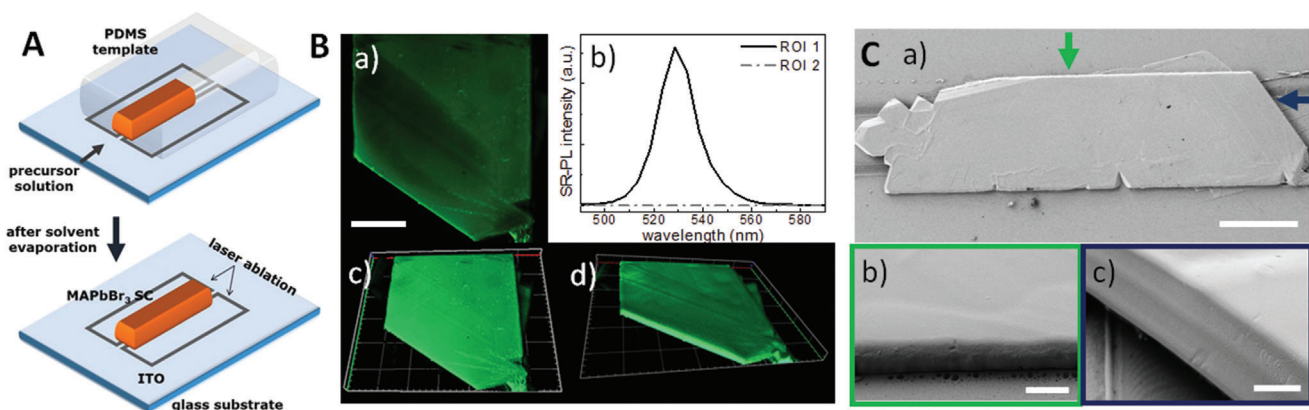 A
PDMS
template
precursor
solution
after solvent
evaporation
laser ablation
MAPbBr₃ SC
ITO
glass substrate
B
a)
b)
SR-PL intensity (a.u.)
ROI 1
ROI 2
500 520 540 560 580
wavelength (nm)
c)
d)
C
a)
b)
c)